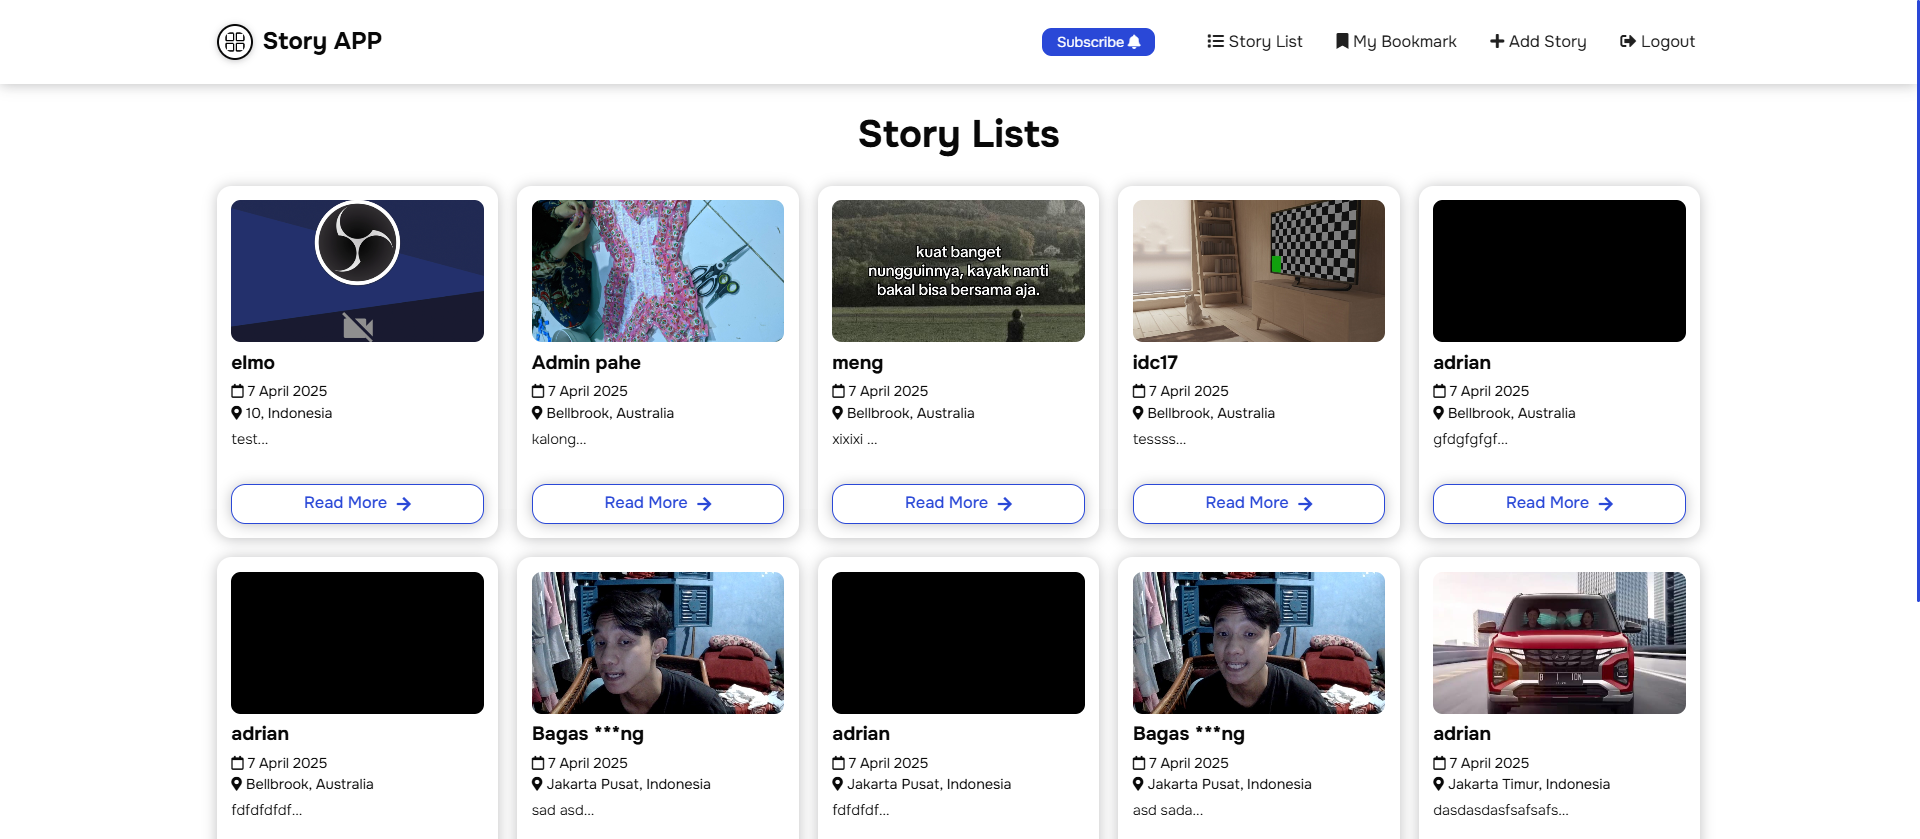 Story APP
Subscribe
Story List
My Bookmark
Add Story
Logout
Story Lists
kuat banget
nungguinnya, kayak nanti
bakal bisa bersama aja.
elmo
7 April 2025
10, Indonesia
test...
Read More
Admin pahe
7 April 2025
Bellbrook, Australia
kalong...
Read More
meng
7 April 2025
Bellbrook, Australia
xixixi ...
Read More
idc17
7 April 2025
Bellbrook, Australia
tessss...
Read More
adrian
7 April 2025
Bellbrook, Australia
gfdgfgfgf...
Read More
adrian
7 April 2025
Bellbrook, Australia
fdfdfdfdf...
Bagas ***ng
7 April 2025
Jakarta Pusat, Indonesia
sad asd...
adrian
7 April 2025
Jakarta Pusat, Indonesia
fdfdfdf...
Bagas ***ng
7 April 2025
Jakarta Pusat, Indonesia
asd sada...
adrian
7 April 2025
Jakarta Timur, Indonesia
dasdasdasfsafsafs...